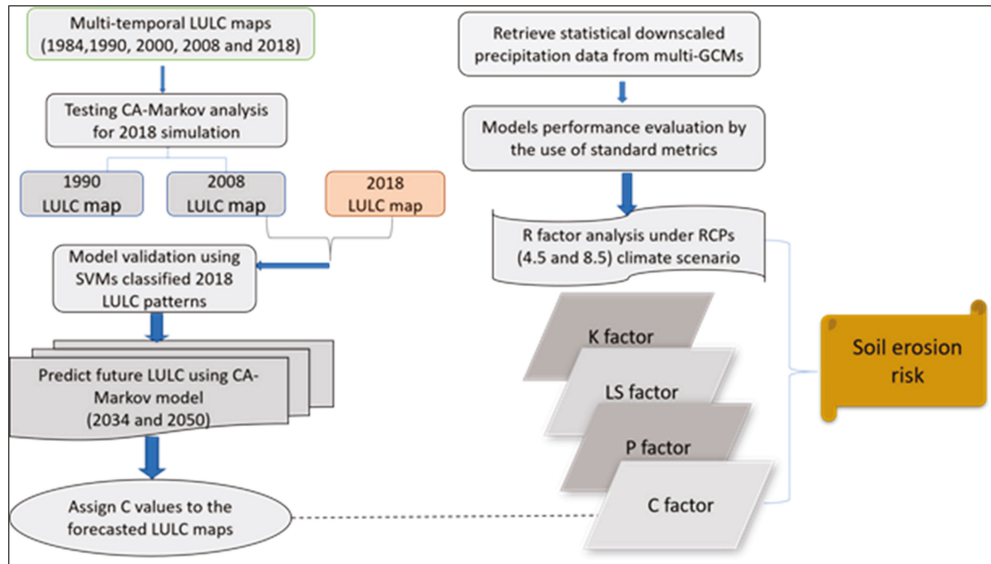 Multi-temporal LULC maps
(1984,1990, 2000, 2008 and 2018)
Testing CA-Markov analysis
for 2018 simulation
1990
LULC map
2008
LULC map
2018
LULC map
Model validation using
SVMs classified 2018
LULC patterns
Predict future LULC using CA-
Markov model
(2034 and 2050)
Assign C values to the
forecasted LULC maps
Retrieve statistical downscaled
precipitation data from multi-GCMs
Models performance evaluation by
the use of standard metrics
R factor analysis under RCPs
(4.5 and 8.5) climate scenario
K factor
LS factor
P factor
C factor
Soil erosion
risk